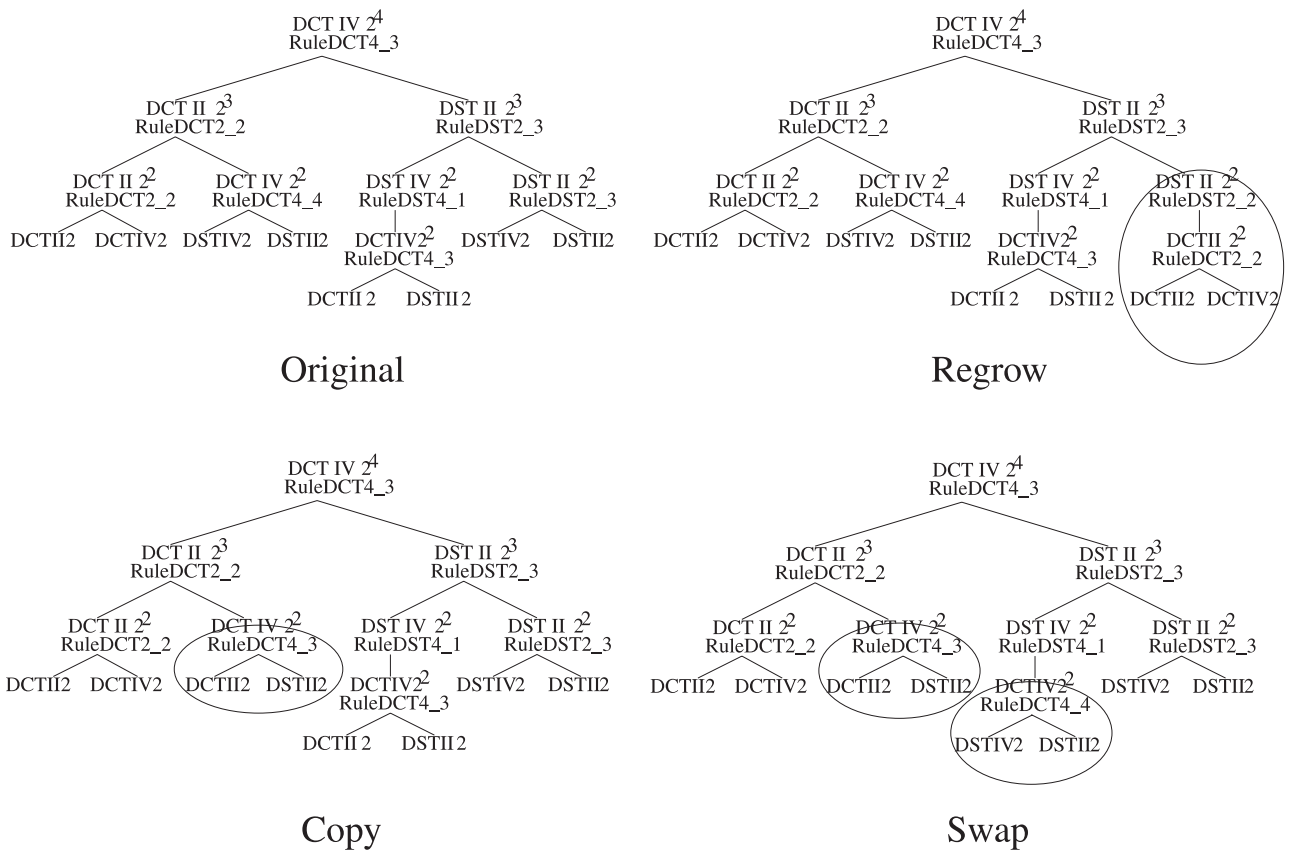 DCT IV 2^4
RuleDCT4_3
DCT II 2^3
RuleDCT2_2
DST II 2^3
RuleDST2_3
DCT II 2^2
RuleDCT2_2
DCT IV 2^2
RuleDCT4_4
DST IV 2^2
RuleDST4_1
DST II 2^2
RuleDST2_3
DCTII2 DCTIV2 DSTIV2 DSTII2
DCTIV2^2
RuleDCT4_3
DSTIV2 DSTII2
DCTII 2 DSTII 2
Original
DCT IV 2^4
RuleDCT4_3
DCT II 2^3
RuleDCT2_2
DST II 2^3
RuleDST2_3
DCT II 2^2
RuleDCT2_2
DCT IV 2^2
RuleDCT4_4
DST IV 2^2
RuleDST4_1
DST II 2^2
RuleDST2_2
DCTII2 DCTIV2 DSTIV2 DSTII2
DCTIV2^2
RuleDCT4_3
DCTII 2^2
RuleDCT2_2
DCTII 2 DSTII 2
DCTII2 DCTIV2
Regrow
DCT IV 2^4
RuleDCT4_3
DCT II 2^3
RuleDCT2_2
DST II 2^3
RuleDST2_3
DCT II 2^2
RuleDCT2_2
DCT IV 2^2
RuleDCT4_3
DST IV 2^2
RuleDST4_1
DST II 2^2
RuleDST2_3
DCTII2 DCTIV2 DCTII2 DSTII2
DCTIV2^2
RuleDCT4_3
DSTIV2 DSTII2
DCTII 2 DSTII 2
Copy
DCT IV 2^4
RuleDCT4_3
DCT II 2^3
RuleDCT2_2
DST II 2^3
RuleDST2_3
DCT II 2^2
RuleDCT2_2
DCT IV 2^2
RuleDCT4_3
DST IV 2^2
RuleDST4_1
DST II 2^2
RuleDST2_3
DCTII2 DCTIV2 DCTII2 DSTII2
DCTIV2^2
RuleDCT4_4
DSTIV2 DSTII2
DSTIV2 DSTII2
Swap